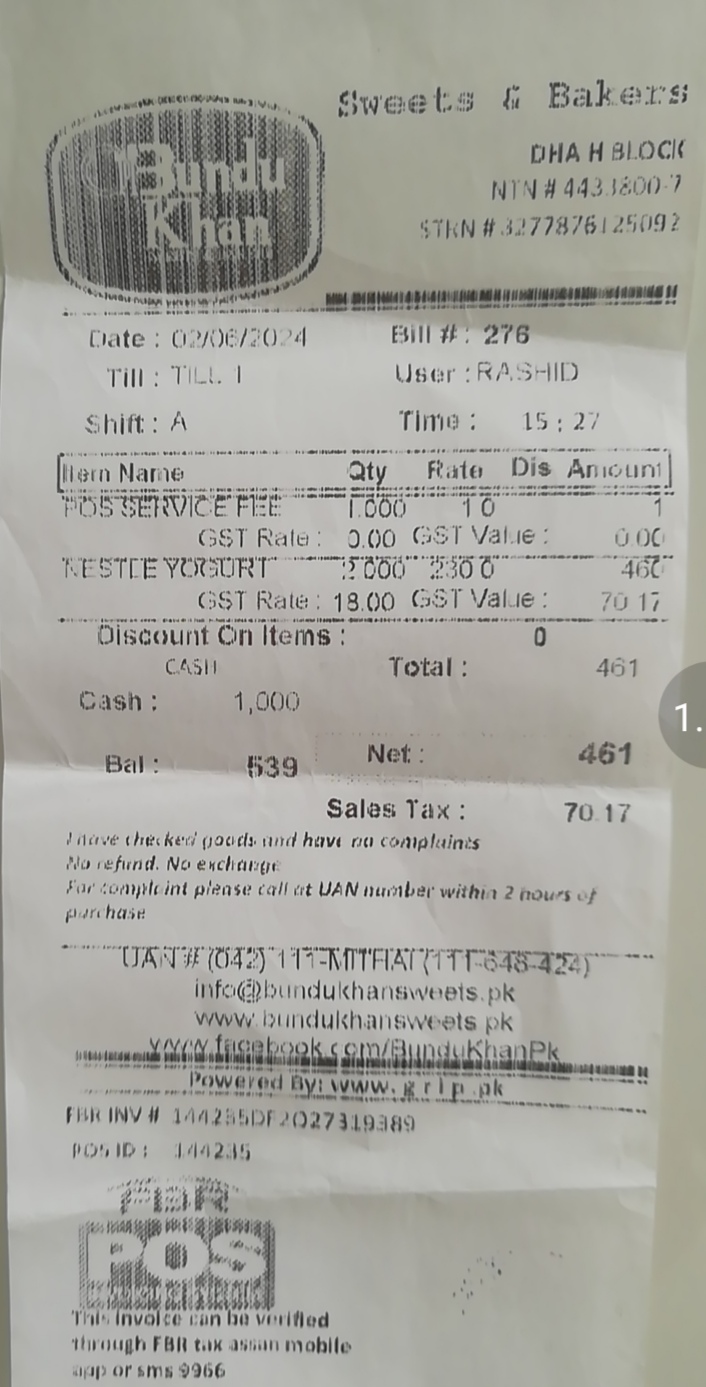 Sweets & Bakers
Bundu
Khan
DHA H BLOCK
NTN # 4433800-7
STRN # 3277876125092
Date : 02/06/2024 Bill # : 276
Till : TILL 1 User : RASHID
Shift : A Time : 15 : 27
Item Name Qty Rate Dis Amount
POS SERVICE FEE 1.000 1 0 1
GST Rate : 0.00 GST Value : 0.00
NESTLE YOGURT 2.000 230 0 460
GST Rate : 18.00 GST Value : 70.17
Discount On Items : 0
CASH Total : 461
Cash : 1,000
1.
Bal : 539 Net : 461
Sales Tax : 70.17
I have checked goods and have no complaints
No refund. No exchange
For complaint please call at UAN number within 2 hours of
purchase
UAN # (042) 111-MITHAI (111-648-424)
info@bundukhansweets.pk
www.bundukhansweets.pk
www.facebook.com/BunduKhanPk
Powered By: www. g r i p .pk
FBR INV # 144235DF2027319389
POS ID : 144235
FBR
POS
This invoice can be verified
through FBR tax assan mobile
app or sms 9966